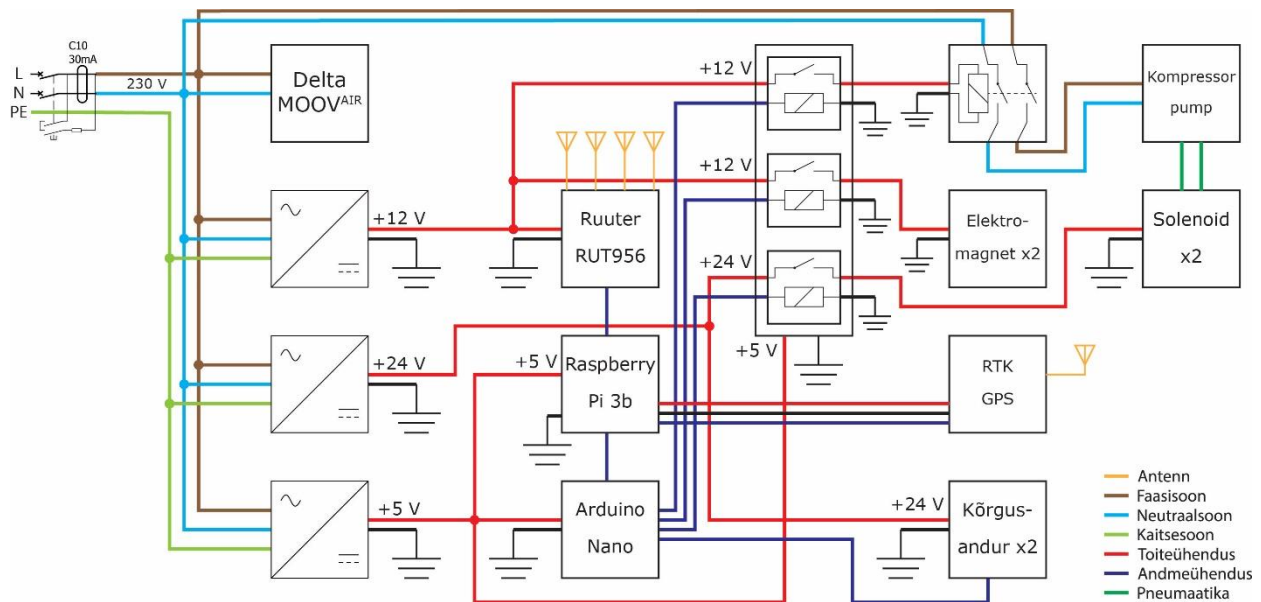 C10
30mA
L
N
PE
230 V
Delta
MOOVAIR
+12 V
+12 V
+24 V
+5 V
Kompressor
pump
+12 V
Ruuter
RUT956
Elektro-
magnet x2
Solenoid
x2
+24 V
+5 V
Raspberry
Pi 3b
RTK
GPS
+5 V
Arduino
Nano
+24 V
Kõrgus-
andur x2
Antenn
Faasisoon
Neutraalsoon
Kaitsesoon
Toiteühendus
Andmeühendus
Pneumaatika